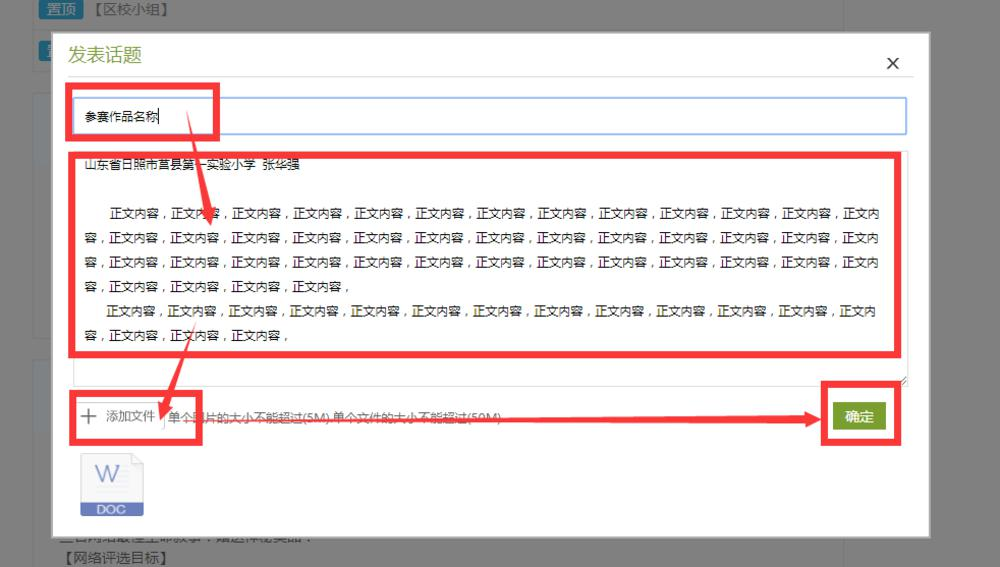 置顶 【区校小组】
发表话题
参赛作品名称
山东省日照市莒县第一实验小学 张华强
正文内容，正文内容，正文内容，正文内容，正文内容，正文内容，正文内容，正文内容，正文内容，正文内容，正文内容，正文内容，正文内
容，正文内容，正文内容，正文内容，正文内容，正文内容，正文内容，正文内容，正文内容，正文内容，正文内容，正文内容，正文内
容，正文内容，正文内容，正文内容，正文内容，正文内容，正文内容，正文内容，正文内容，正文内容，正文内容，正文内容，正文内
容，正文内容，正文内容，正文内容，正文内容，
正文内容，正文内容，正文内容，正文内容，正文内容，正文内容，正文内容，正文内容，正文内容，正文内容，正文内容，正文内容，正文内
容，正文内容，正文内容，正文内容，
添加文件 单个图片的大小不能超过(5M),单个文件的大小不能超过(50M)
确定
W
DOC
【网络评选目标】